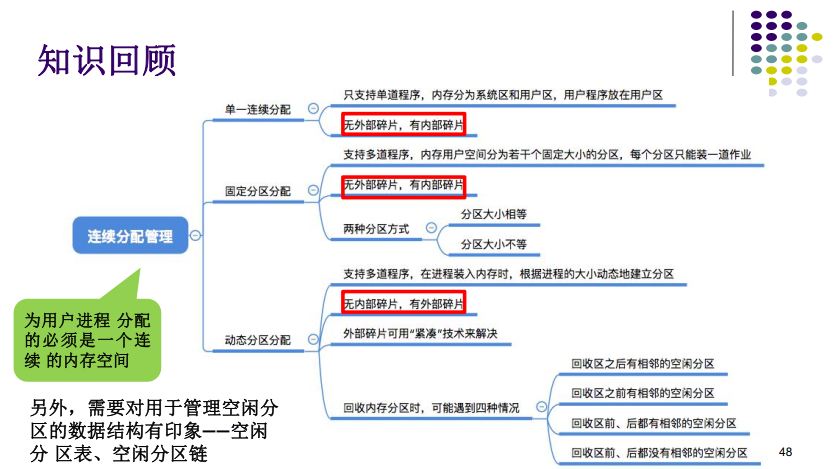 知识回顾
连续分配管理
单一连续分配
只支持单道程序，内存分为系统区和用户区，用户程序放在用户区
无外部碎片，有内部碎片
固定分区分配
支持多道程序，内存用户空间分为若干个固定大小的分区，每个分区只能装一道作业
无外部碎片，有内部碎片
两种分区方式
分区大小相等
分区大小不等
动态分区分配
支持多道程序，在进程装入内存时，根据进程的大小动态地建立分区
无内部碎片，有外部碎片
外部碎片可用“紧凑”技术来解决
回收内存分区时，可能遇到四种情况
回收区之后有相邻的空闲分区
回收区之前有相邻的空闲分区
回收区前、后都有相邻的空闲分区
回收区前、后都没有相邻的空闲分区
为用户进程 分配
的必须是一个连
续 的内存空间
另外，需要对用于管理空闲分
区的数据结构有印象——空闲
分 区表、空闲分区链
48